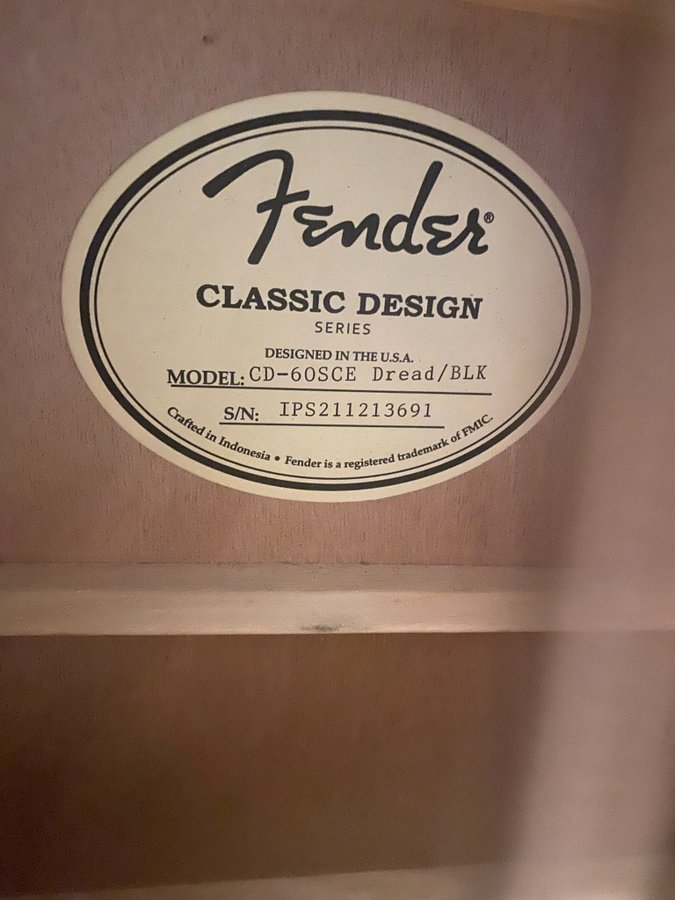 Fender®
CLASSIC DESIGN
SERIES
DESIGNED IN THE U.S.A.
MODEL: CD-60SCE Dread/BLK
S/N: IPS211213691
Crafted in Indonesia • Fender is a registered trademark of FMIC.